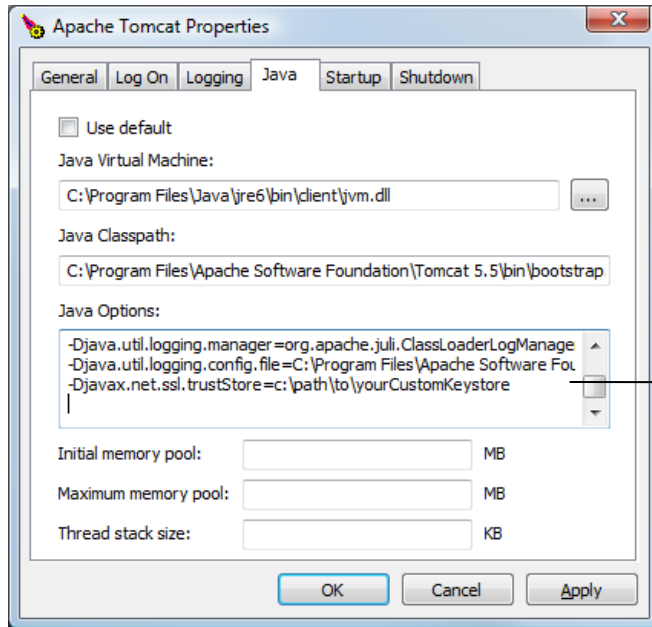 Apache Tomcat Properties
General Log On Logging Java Startup Shutdown
Use default
Java Virtual Machine:
C:\Program Files\Java\jre6\bin\client\jvm.dll ...
Java Classpath:
C:\Program Files\Apache Software Foundation\Tomcat 5.5\bin\bootstrap
Java Options:
-Djava.util.logging.manager=org.apache.juli.ClassLoaderLogManage
-Djava.util.logging.config.file=C:\Program Files\Apache Software Fou
-Djavax.net.ssl.trustStore=c:\path\to\yourCustomKeystore
Initial memory pool: MB
Maximum memory pool: MB
Thread stack size: KB
OK Cancel Apply